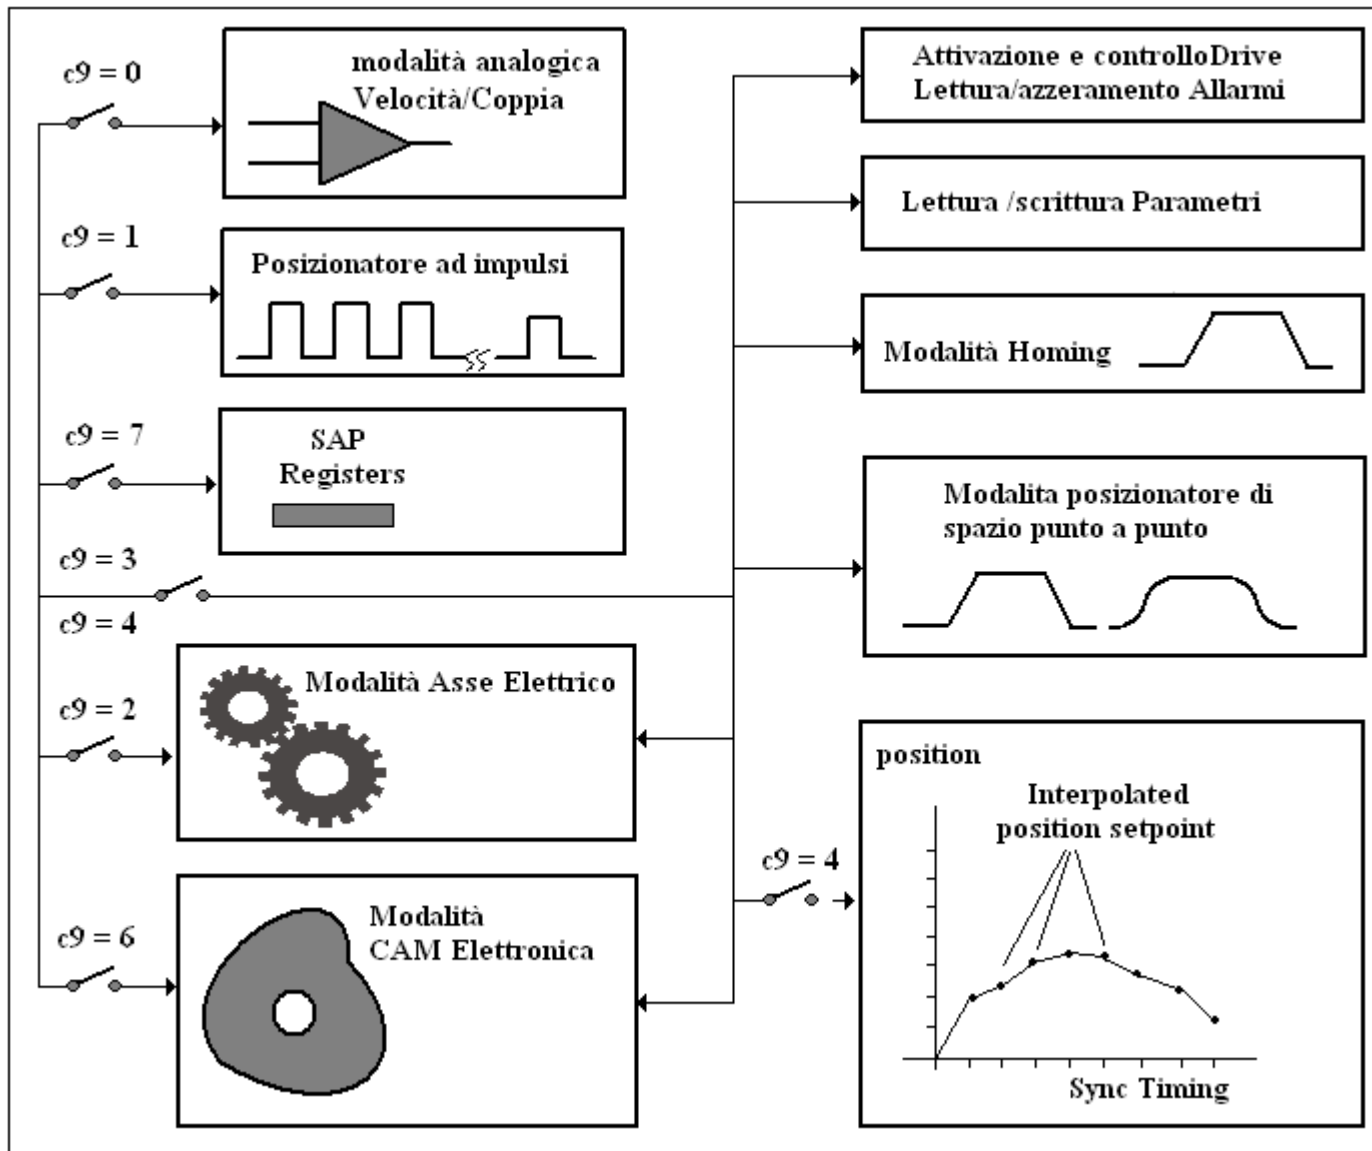 c9 = 0
modalità analogica
Velocità/Coppia
c9 = 1
Posizionatore ad impulsi
c9 = 7
SAP
Registers
c9 = 3
c9 = 4
c9 = 2
Modalità Asse Elettrico
c9 = 6
Modalità
CAM Elettronica
Attivazione e controlloDrive
Lettura/azzeramento Allarmi
Lettura /scrittura Parametri
Modalità Homing
Modalita posizionatore di
spazio punto a punto
c9 = 4
position
Interpolated
position setpoint
Sync Timing